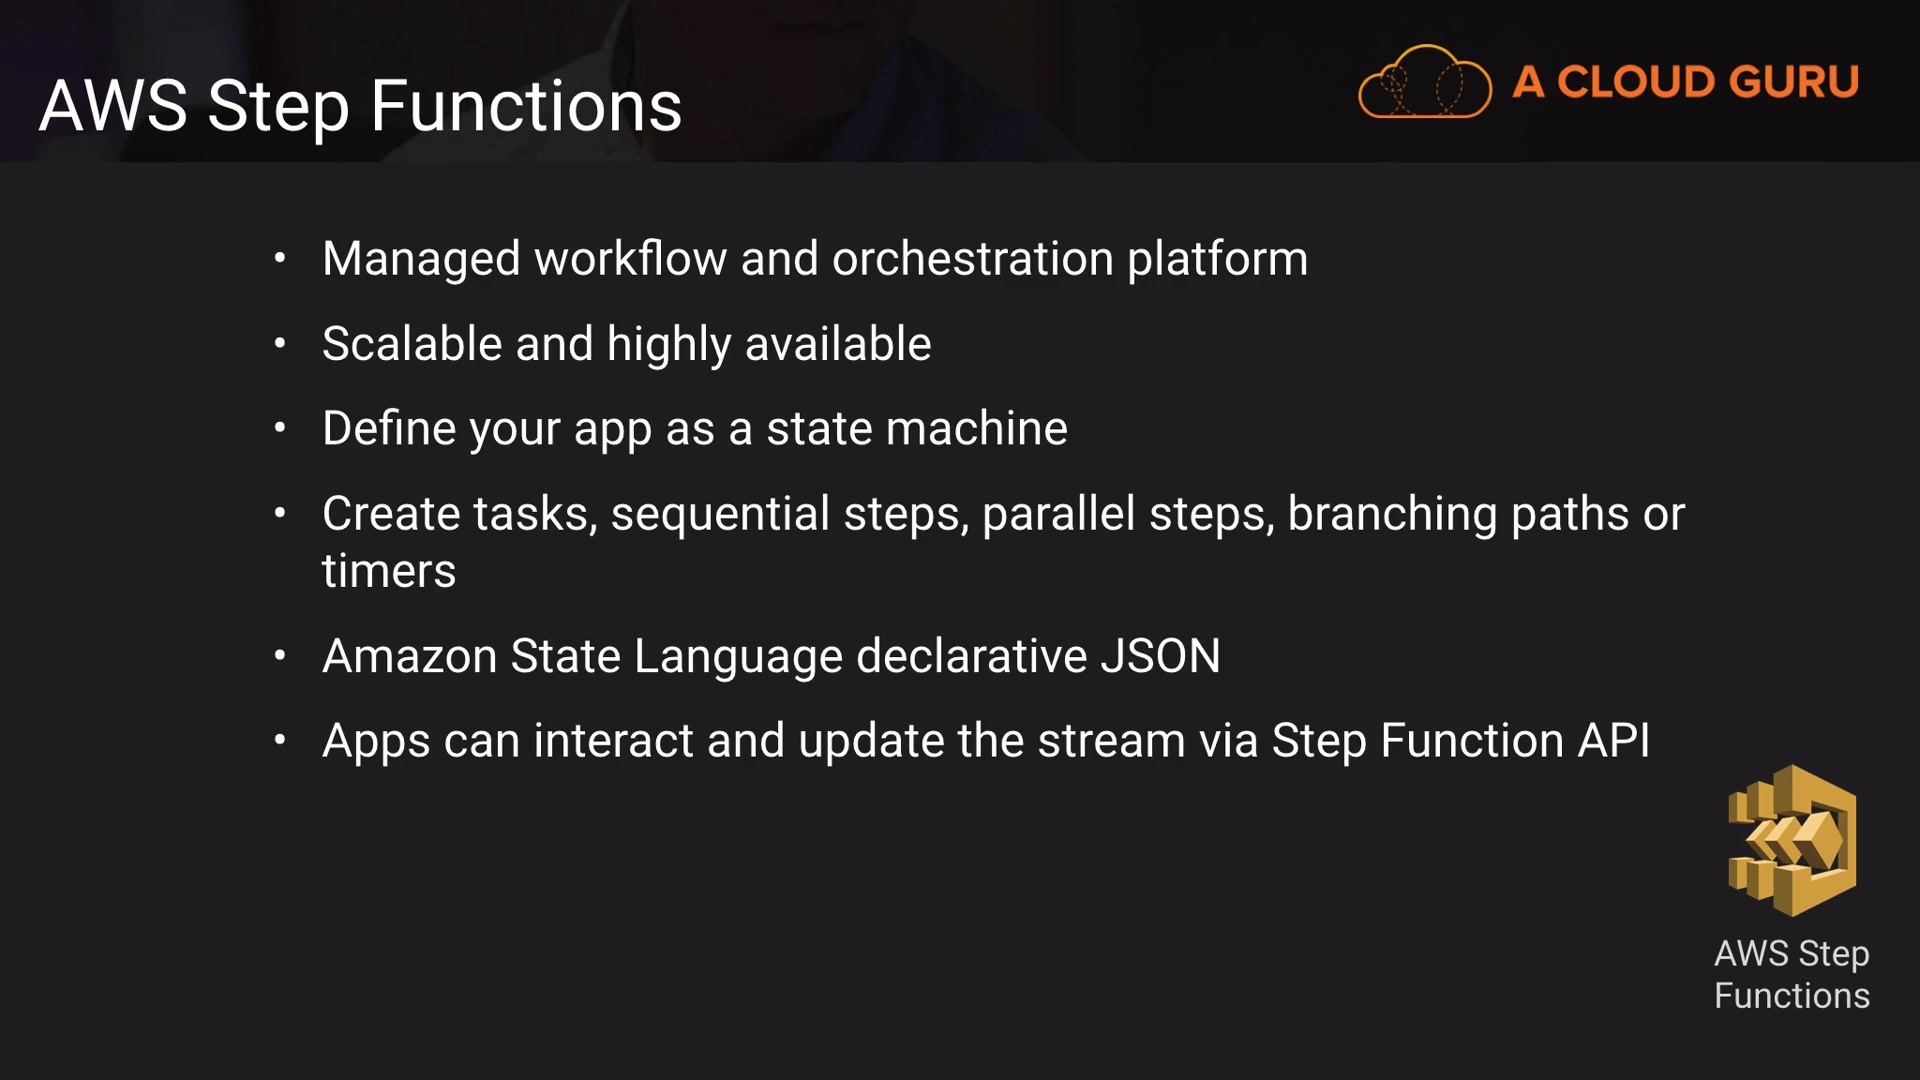 AWS Step Functions
A CLOUD GURU
• Managed workflow and orchestration platform
• Scalable and highly available
• Define your app as a state machine
• Create tasks, sequential steps, parallel steps, branching paths or
timers
• Amazon State Language declarative JSON
• Apps can interact and update the stream via Step Function API
AWS Step
Functions